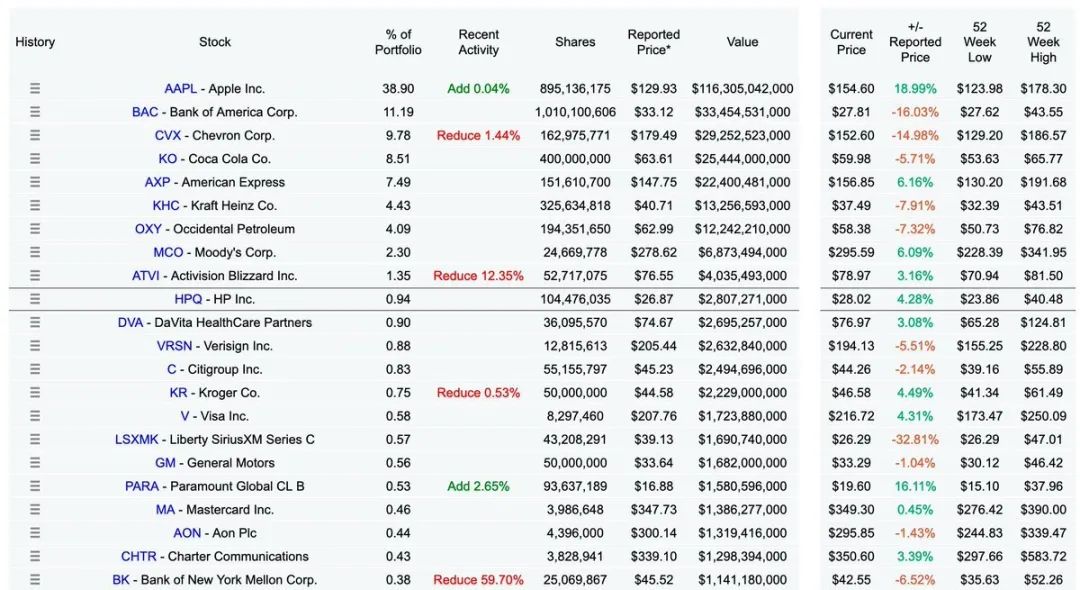 History Stock % of Portfolio Recent Activity Shares Reported Price* Value Current Price +/- Reported Price 52 Week Low 52 Week High
AAPL - Apple Inc. 38.90 Add 0.04% 895,136,175 $129.93 $116,305,042,000 $154.60 18.99% $123.98 $178.30
BAC - Bank of America Corp. 11.19 1,010,100,606 $33.12 $33,454,531,000 $27.81 -16.03% $27.62 $43.55
CVX - Chevron Corp. 9.78 Reduce 1.44% 162,975,771 $179.49 $29,252,523,000 $152.60 -14.98% $129.20 $186.57
KO - Coca Cola Co. 8.51 400,000,000 $63.61 $25,444,000,000 $59.98 -5.71% $53.63 $65.77
AXP - American Express 7.49 151,610,700 $147.75 $22,400,481,000 $156.85 6.16% $130.20 $191.68
KHC - Kraft Heinz Co. 4.43 325,634,818 $40.71 $13,256,593,000 $37.49 -7.91% $32.39 $43.51
OXY - Occidental Petroleum 4.09 194,351,650 $62.99 $12,242,210,000 $58.38 -7.32% $50.73 $76.82
MCO - Moody's Corp. 2.30 24,669,778 $278.62 $6,873,494,000 $295.59 6.09% $228.39 $341.95
ATVI - Activision Blizzard Inc. 1.35 Reduce 12.35% 52,717,075 $76.55 $4,035,493,000 $78.97 3.16% $70.94 $81.50
HPQ - HP Inc. 0.94 104,476,035 $26.87 $2,807,271,000 $28.02 4.28% $23.86 $40.48
DVA - DaVita HealthCare Partners 0.90 36,095,570 $74.67 $2,695,257,000 $76.97 3.08% $65.28 $124.81
VRSN - Verisign Inc. 0.88 12,815,613 $205.44 $2,632,840,000 $194.13 -5.51% $155.25 $228.80
C - Citigroup Inc. 0.83 55,155,797 $45.23 $2,494,696,000 $44.26 -2.14% $39.16 $55.89
KR - Kroger Co. 0.75 Reduce 0.53% 50,000,000 $44.58 $2,229,000,000 $46.58 4.49% $41.34 $61.49
V - Visa Inc. 0.58 8,297,460 $207.76 $1,723,880,000 $216.72 4.31% $173.47 $250.09
LSXMK - Liberty SiriusXM Series C 0.57 43,208,291 $39.13 $1,690,740,000 $26.29 -32.81% $26.29 $47.01
GM - General Motors 0.56 50,000,000 $33.64 $1,682,000,000 $33.29 -1.04% $30.12 $46.42
PARA - Paramount Global CL B 0.53 Add 2.65% 93,637,189 $16.88 $1,580,596,000 $19.60 16.11% $15.10 $37.96
MA - Mastercard Inc. 0.46 3,986,648 $347.73 $1,386,277,000 $349.30 0.45% $276.42 $390.00
AON - Aon Plc 0.44 4,396,000 $300.14 $1,319,416,000 $295.85 -1.43% $244.83 $339.47
CHTR - Charter Communications 0.43 3,828,941 $339.10 $1,298,394,000 $350.60 3.39% $297.66 $583.72
BK - Bank of New York Mellon Corp. 0.38 Reduce 59.70% 25,069,867 $45.52 $1,141,180,000 $42.55 -6.52% $35.63 $52.26